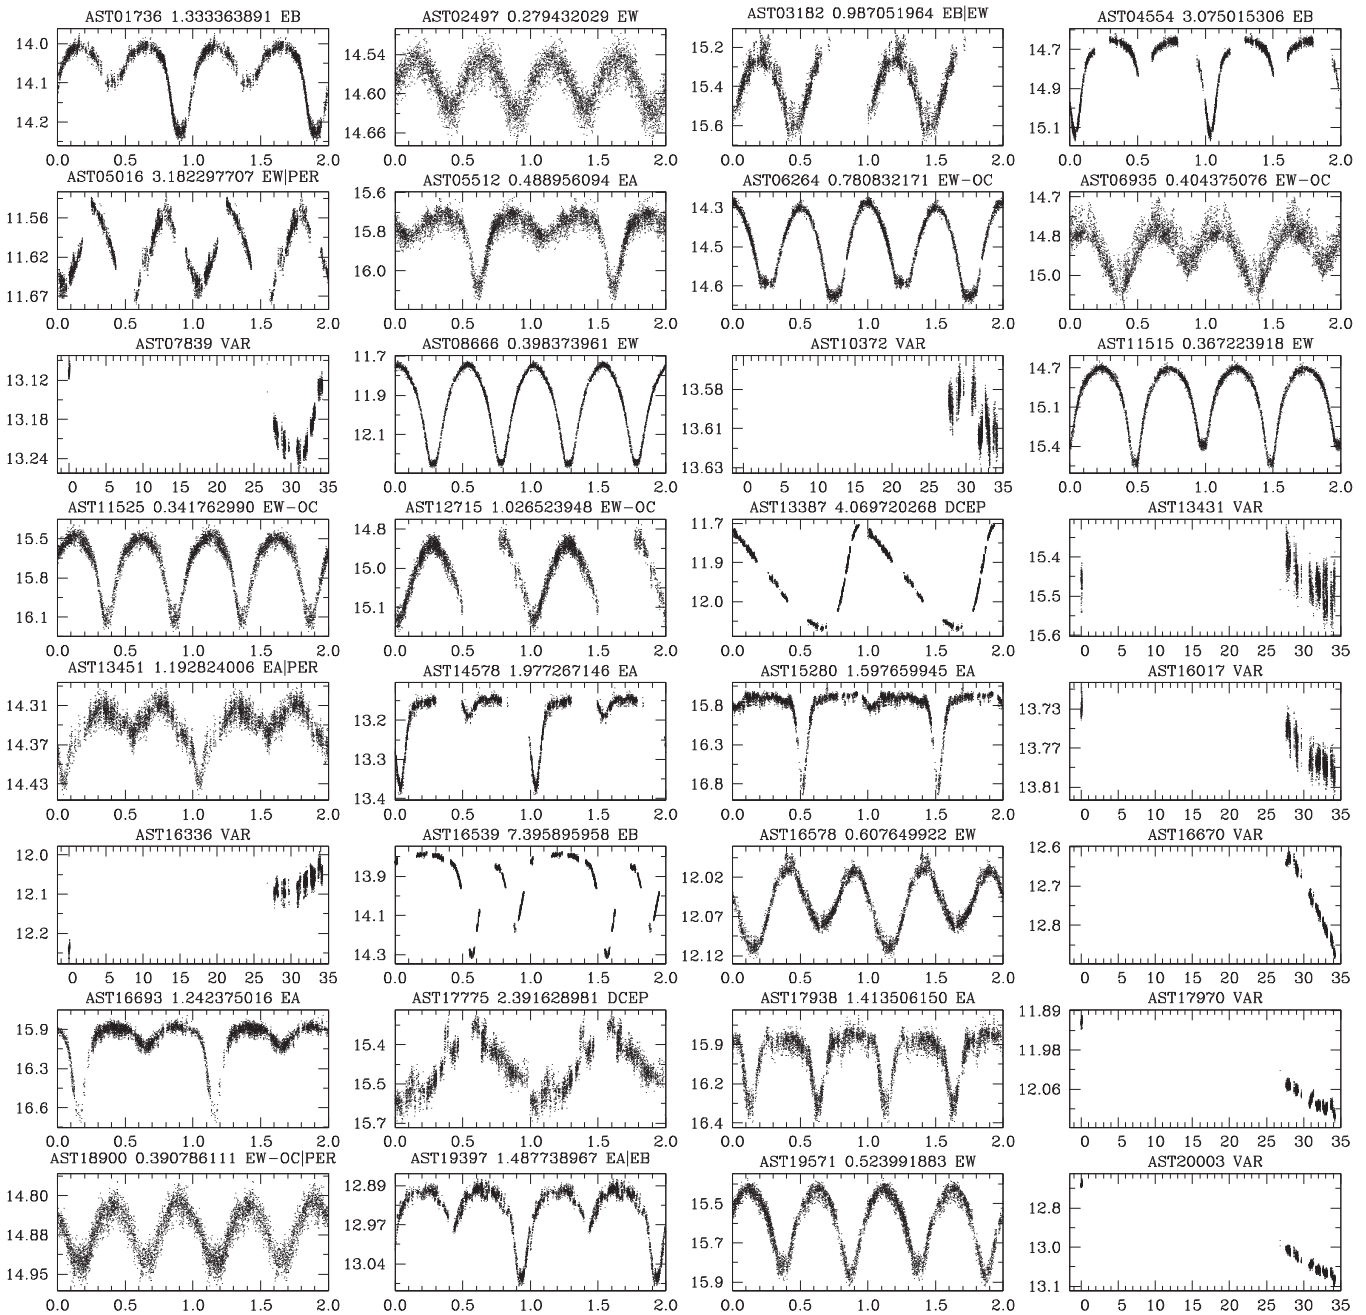 AST01736 1.333363891 EB
14.0
14.1
14.2
0.0 0.5 1.0 1.5 2.0
AST02497 0.279432029 EW
14.54
14.60
14.66
0.0 0.5 1.0 1.5 2.0
AST03182 0.987051964 EB|EW
15.2
15.4
15.6
0.0 0.5 1.0 1.5 2.0
AST04554 3.075015306 EB
14.7
14.9
15.1
0.0 0.5 1.0 1.5 2.0
AST05016 3.182297707 EW|PER
11.56
11.62
11.67
0.0 0.5 1.0 1.5 2.0
AST05512 0.488956094 EA
15.6
15.8
16.0
0.0 0.5 1.0 1.5 2.0
AST06264 0.780832171 EW-OC
14.3
14.5
14.6
0.0 0.5 1.0 1.5 2.0
AST06935 0.404375076 EW-OC
14.8
15.0
0.0 0.5 1.0 1.5 2.0
AST07839 VAR
13.12
13.18
13.24
0 5 10 15 20 25 30 35
AST08666 0.398373961 EW
11.7
11.9
12.1
0.0 0.5 1.0 1.5 2.0
AST10372 VAR
13.58
13.61
13.63
0 5 10 15 20 25 30 35
AST11515 0.367223918 EW
14.7
15.1
15.4
0.0 0.5 1.0 1.5 2.0
AST11525 0.341762990 EW-OC
15.5
15.8
16.1
0.0 0.5 1.0 1.5 2.0
AST12715 1.026523948 EW-OC
14.8
15.0
15.1
0.0 0.5 1.0 1.5 2.0
AST13387 4.069720268 DCEP
11.7
11.9
12.0
0.0 0.5 1.0 1.5 2.0
AST13431 VAR
15.4
15.5
15.6
0 5 10 15 20 25 30 35
AST13451 1.192824006 EA|PER
14.31
14.37
14.43
0.0 0.5 1.0 1.5 2.0
AST14578 1.977267146 EA
13.2
13.3
13.4
0.0 0.5 1.0 1.5 2.0
AST15280 1.597659945 EA
15.8
16.3
16.8
0.0 0.5 1.0 1.5 2.0
AST16017 VAR
13.73
13.77
13.81
0 5 10 15 20 25 30 35
AST16336 VAR
12.0
12.1
12.2
0 5 10 15 20 25 30 35
AST16539 7.395895958 EB
13.9
14.1
14.3
0.0 0.5 1.0 1.5 2.0
AST16578 0.607649922 EW
12.02
12.07
12.12
0.0 0.5 1.0 1.5 2.0
AST16670 VAR
12.6
12.7
12.8
0 5 10 15 20 25 30 35
AST16693 1.242375016 EA
15.9
16.3
16.6
0.0 0.5 1.0 1.5 2.0
AST17775 2.391628981 DCEP
15.4
15.5
15.7
0.0 0.5 1.0 1.5 2.0
AST17938 1.413506150 EA
15.9
16.2
16.4
0.0 0.5 1.0 1.5 2.0
AST17970 VAR
11.89
11.98
12.06
0 5 10 15 20 25 30 35
AST18900 0.390786111 EW-OC|PER
14.80
14.88
14.95
0.0 0.5 1.0 1.5 2.0
AST19397 1.487738967 EA|EB
12.89
12.97
13.04
0.0 0.5 1.0 1.5 2.0
AST19571 0.523991883 EW
15.5
15.7
15.9
0.0 0.5 1.0 1.5 2.0
AST20003 VAR
12.8
13.0
13.1
0 5 10 15 20 25 30 35